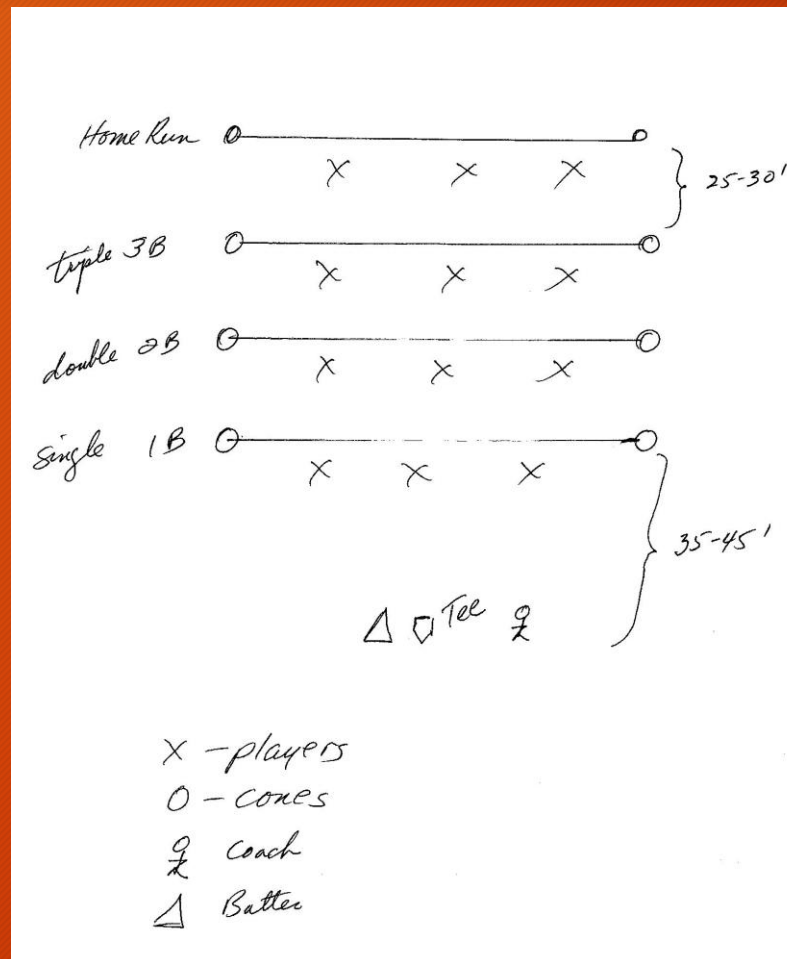 Home Run
X X X
25-30'
triple 3B
X X X
double 2B
X X X
single 1B
X X X
35-45'
Tee
X - players
O - cones
coach
Batter